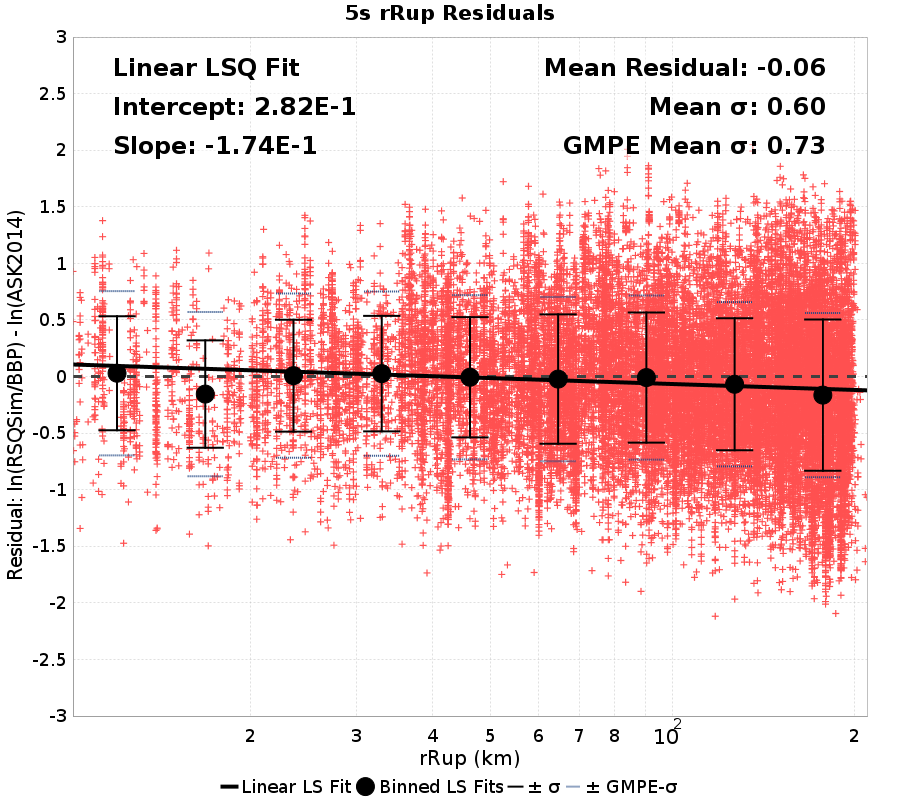 5s rRup Residuals
Linear LSQ Fit
Intercept: 2.82E-1
Slope: -1.74E-1
Mean Residual: -0.06
Mean σ: 0.60
GMPE Mean σ: 0.73
Residual: ln(RSQSim/BBP) - ln(ASK2014)
3
2.5
2
1.5
1
0.5
0
-0.5
-1
-1.5
-2
-2.5
-3
2 3 4 5 6 7 8 10² 2
rRup (km)
Linear LS Fit Binned LS Fits ± σ ± GMPE-σ